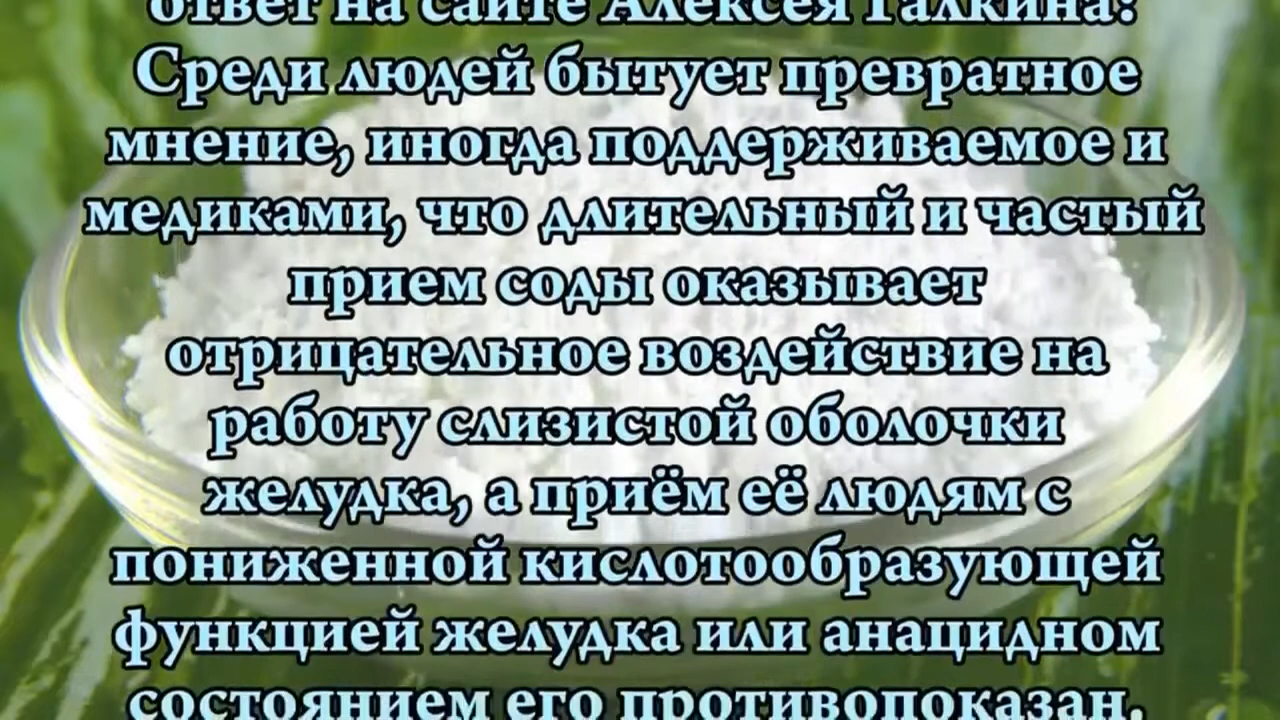 ответ на сайте Алексея Галкина:
Среди людей бытует превратное
мнение, иногда поддерживаемое и
медиками, что длительный и частый
прием соды оказывает
отрицательное воздействие на
работу слизистой оболочки
желудка, а приём её людям с
пониженной кислотообразующей
функцией желудка или анацидном
состоянием его противопоказан.